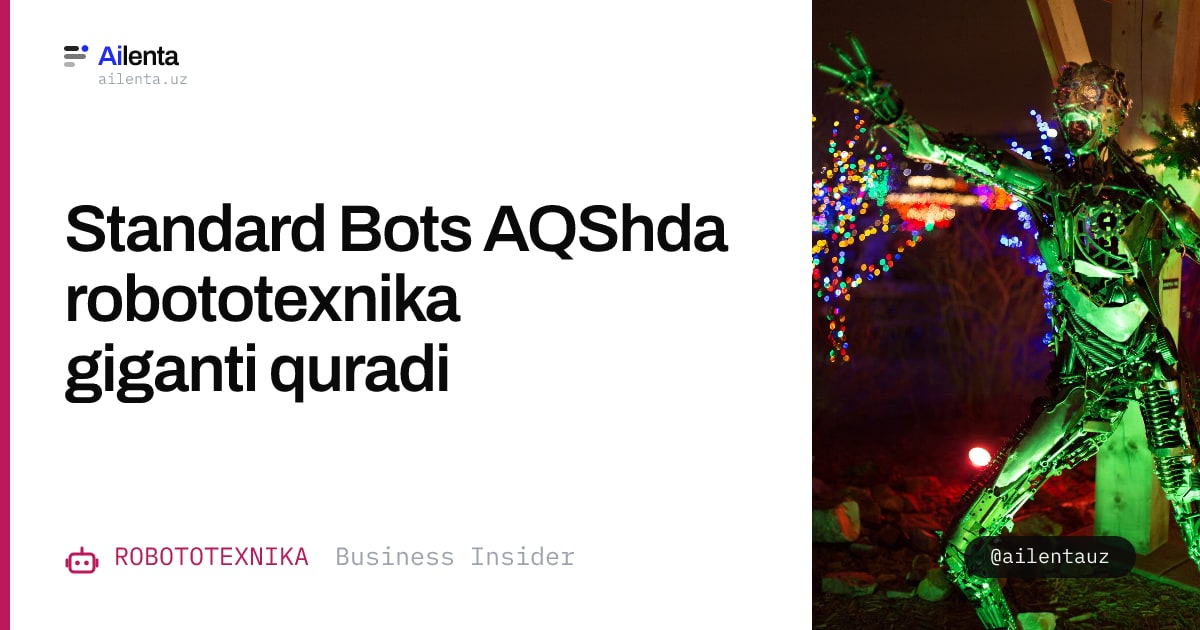 Ailenta
ailenta.uz
Standard Bots AQShda
robototexnika
giganti quradi
ROBOTOTEXNIKA Business Insider
@ailentauz